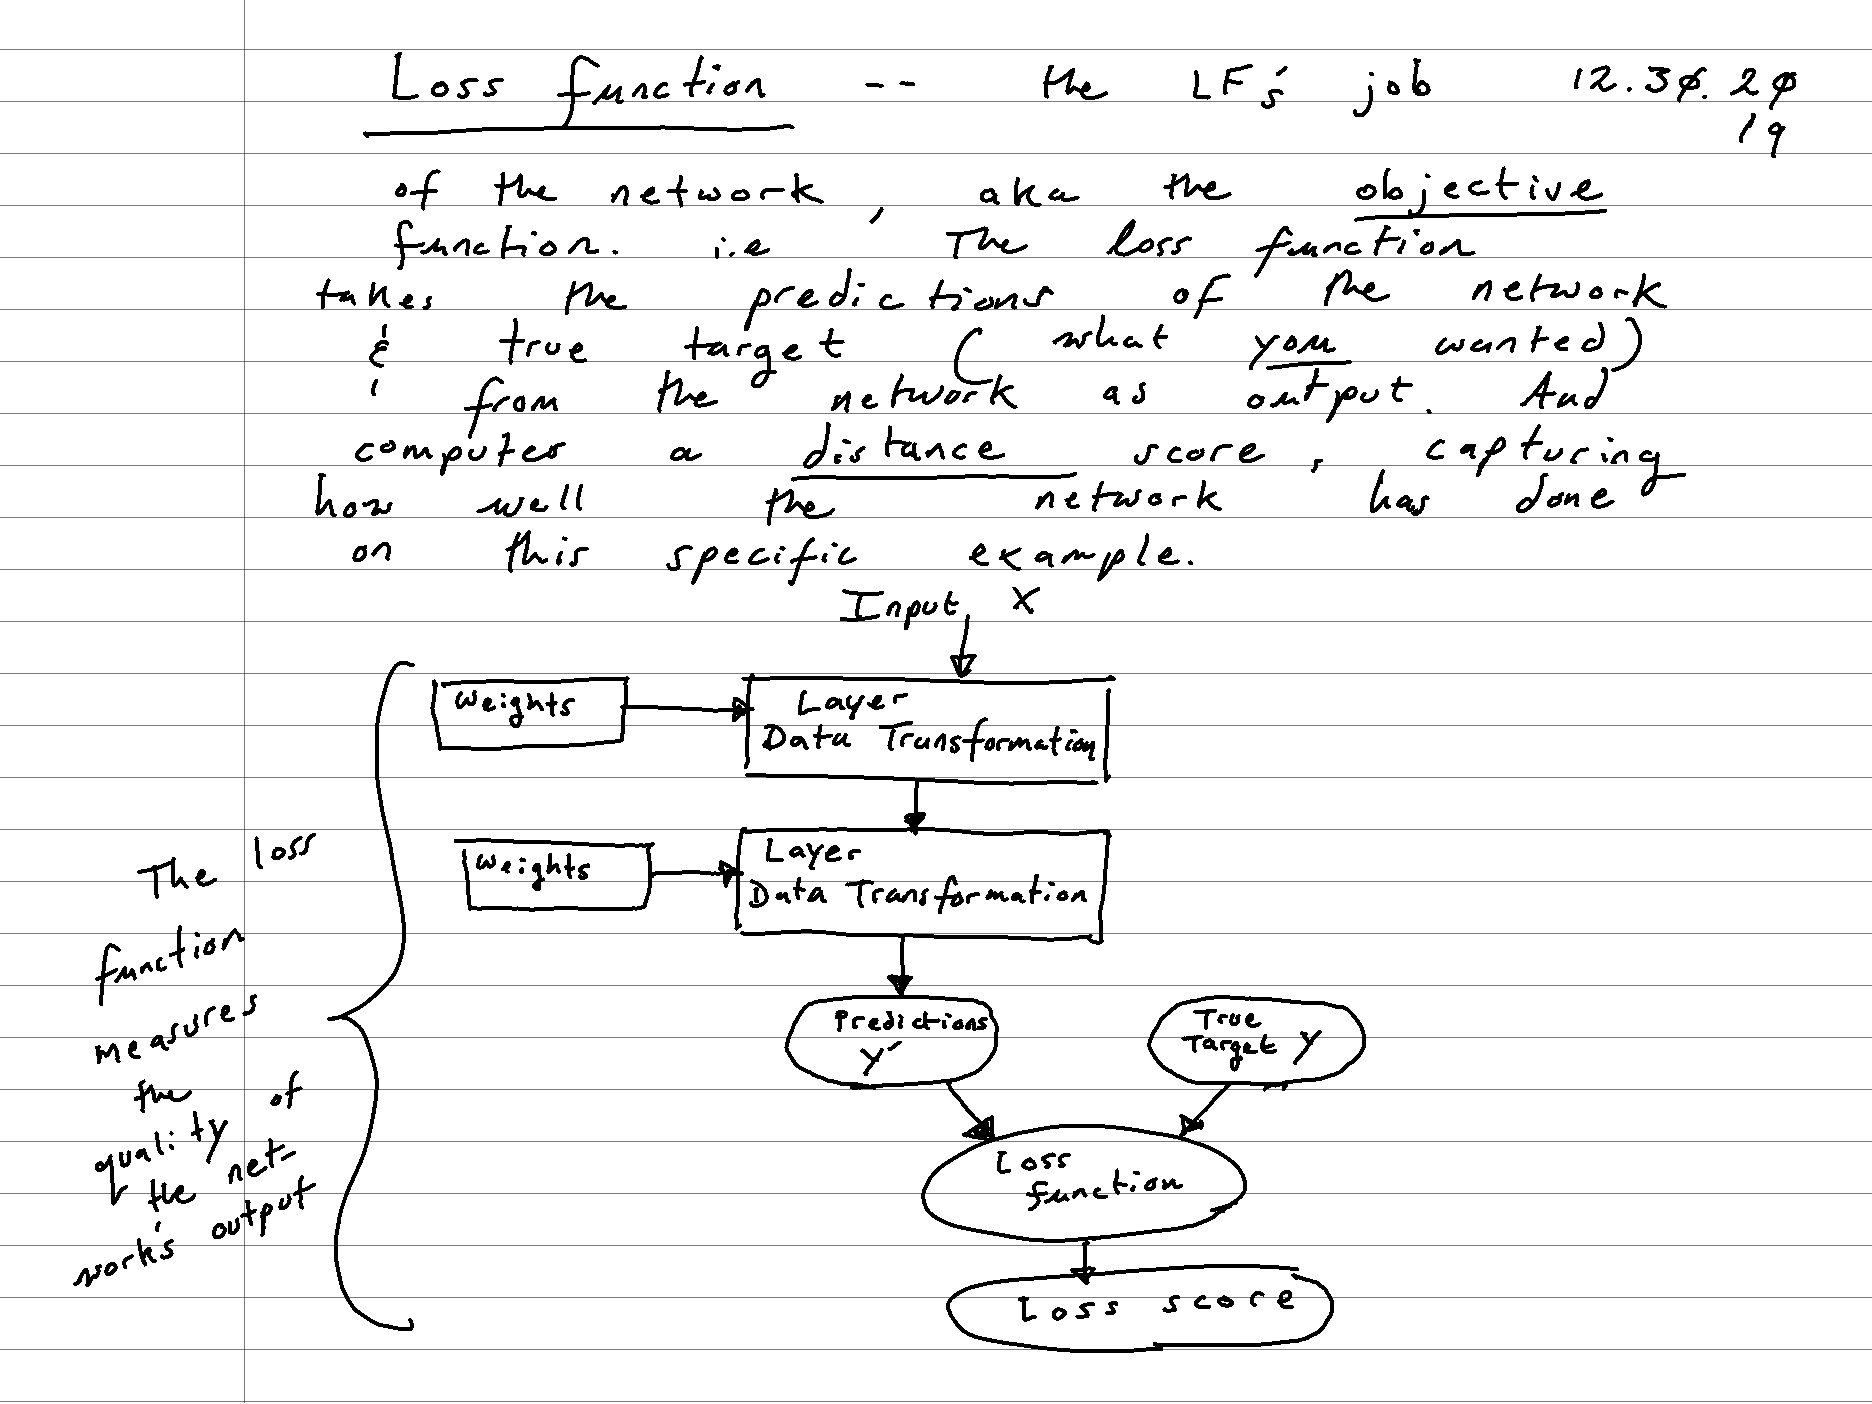 Loss function -- the LF's job 12.30.20
19
of the network, aka the objective
function. i.e The loss function
takes the predictions of the network
& true target (what you wanted)
from the network as output. And
computes a distance score, capturing
how well the network has done
on this specific example.
Input X
Weights
Layer
Data Transformation
Weights
Layer
Data Transformation
The loss
function
measures
the
quality of
the net-
work's output
Predictions
Y'
True
Target Y
Loss
function
Loss score